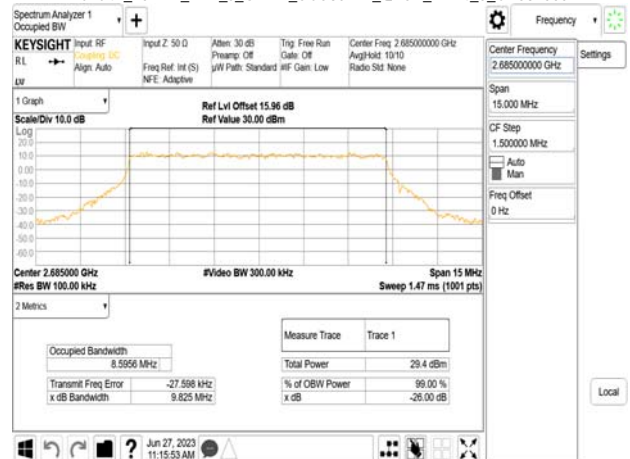 Spectrum Analyzer 1
Occupied BW
Frequency
KEYSIGHT
RL
Input: RF
Coupling: DC
Align: Auto
Input Z: 50 Ω
Freq Ref: Int (S)
NFE: Adaptive
Atten: 30 dB
Preamp: Off
µW Path: Standard
Trig: Free Run
Gate: Off
#IF Gain: Low
Center Freq: 2.685000000 GHz
Avg|Hold: 10/10
Radio Std: None
Center Frequency
2.685000000 GHz
Settings
Span
15.000 MHz
CF Step
1.500000 MHz
Auto
Man
Freq Offset
0 Hz
1 Graph
Scale/Div 10.0 dB
Ref Lvl Offset 15.96 dB
Ref Value 30.00 dBm
Log
20.0
10.0
0.00
-10.0
-20.0
-30.0
-40.0
-50.0
-60.0
Center 2.685000 GHz
#Res BW 100.00 kHz
#Video BW 300.00 kHz
Span 15 MHz
Sweep 1.47 ms (1001 pts)
2 Metrics
Measure Trace
Trace 1
Occupied Bandwidth
8.5956 MHz
Total Power
29.4 dBm
Transmit Freq Error
-27.598 kHz
% of OBW Power
99.00 %
x dB Bandwidth
9.825 MHz
x dB
-26.00 dB
Local
?
Jun 27, 2023
11:15:53 AM